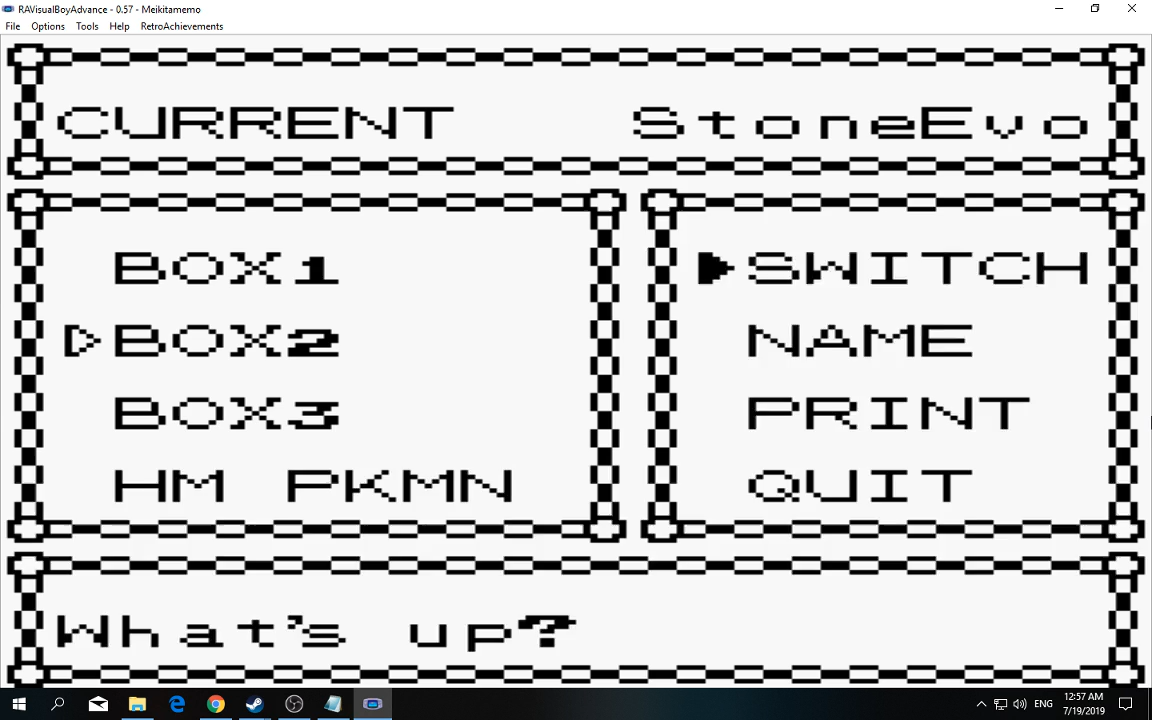 RAVisualBoyAdvance - 0.57 - Meikitamemo
File Options Tools Help RetroAchievements
CURRENT StoneEvo
BOX1
BOX2
BOX3
HM PKMN
SWITCH
NAME
PRINT
QUIT
What's up?
ENG
12:57 AM
7/19/2019